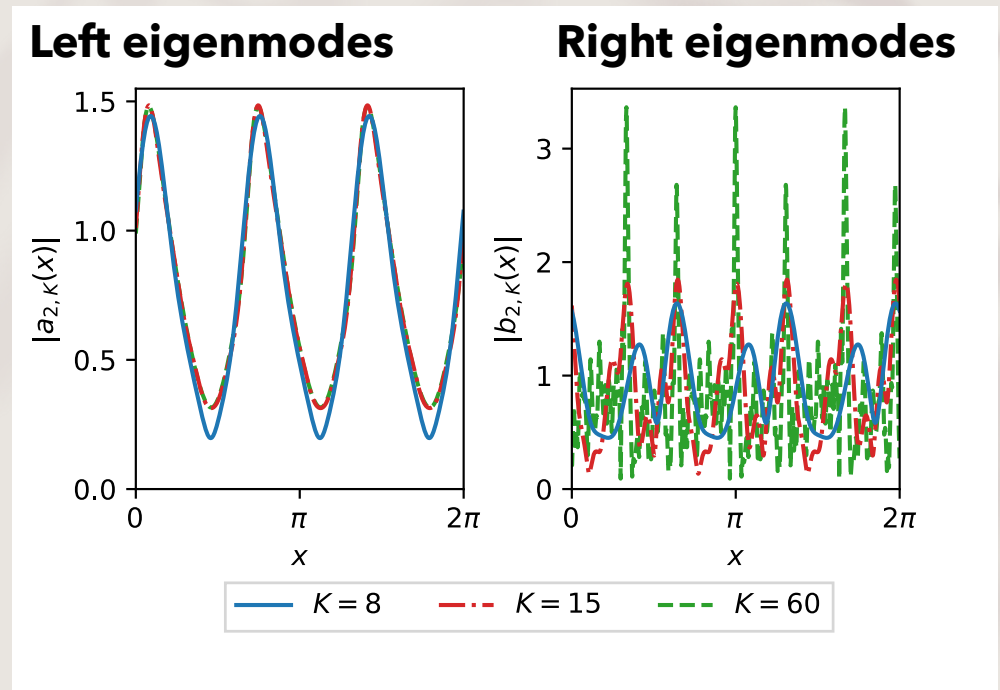 Left eigenmodes
Right eigenmodes
|a₂,K(x)|
1.5
1.0
0.5
0.0
0
π
2π
x
|b₂,K(x)|
3
2
1
0
0
π
2π
x
K = 8
K = 15
K = 60